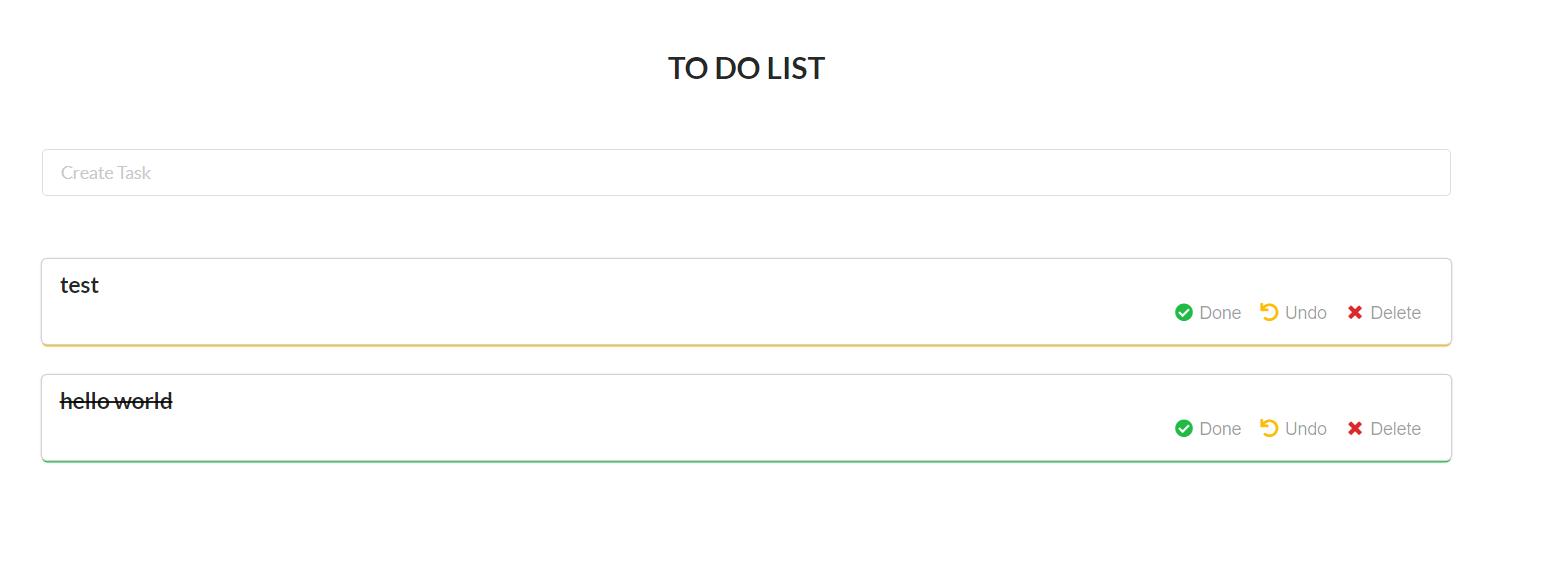 TO DO LIST
Create Task
test
Done Undo Delete
hello world
Done Undo Delete